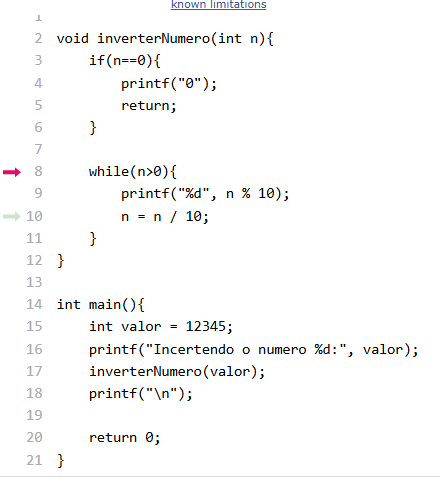 known limitations
1
2 void inverterNumero(int n){
3     if(n==0){
4         printf("0");
5         return;
6     }
7
8     while(n>0){
9         printf("%d", n % 10);
10         n = n / 10;
11     }
12 }
13
14 int main(){
15     int valor = 12345;
16     printf("Incertendo o numero %d:", valor);
17     inverterNumero(valor);
18     printf("\n");
19
20     return 0;
21 }